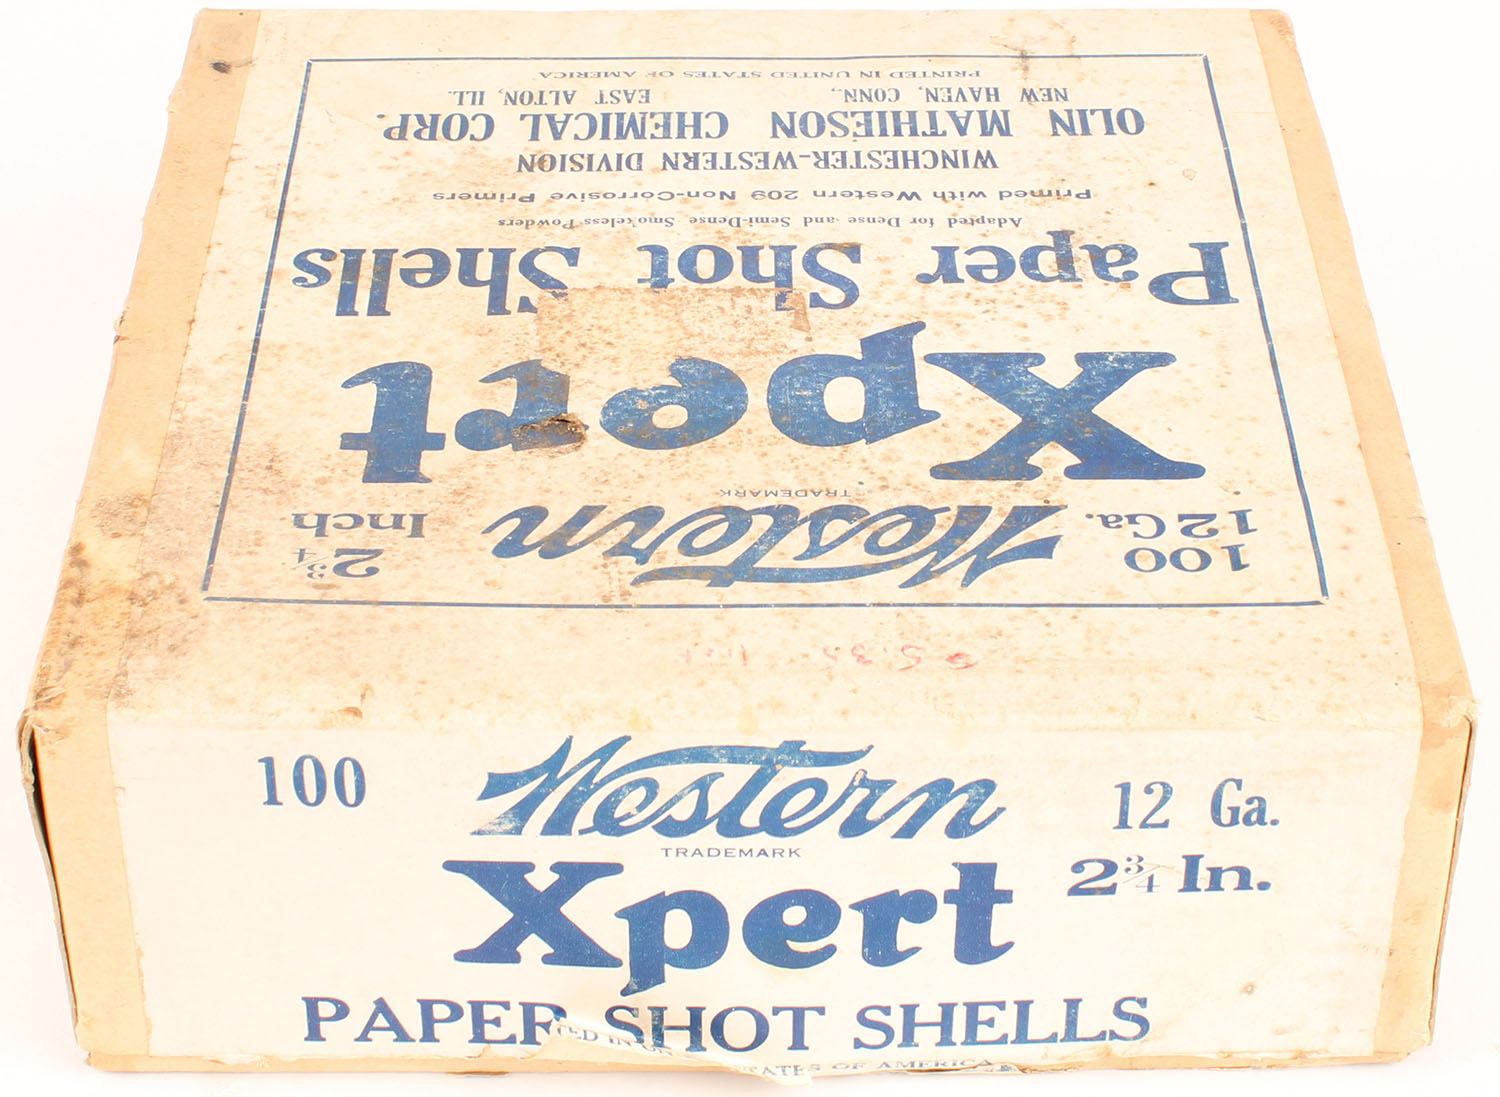 100 12 Ga.
2¾ Inch
Western
TRADEMARK
Xpert
Paper Shot Shells
Adapted for Dense and Semi-Dense Smokeless Powders
Primed with Western 209 Non-Corrosive Primers
WINCHESTER-WESTERN DIVISION
OLIN MATHIESON CHEMICAL CORP.
NEW HAVEN, CONN., EAST ALTON, ILL.
PRINTED IN UNITED STATES OF AMERICA
100
Western
TRADEMARK
12 Ga.
2¾ In.
Xpert
PAPER SHOT SHELLS
OF AMERICA